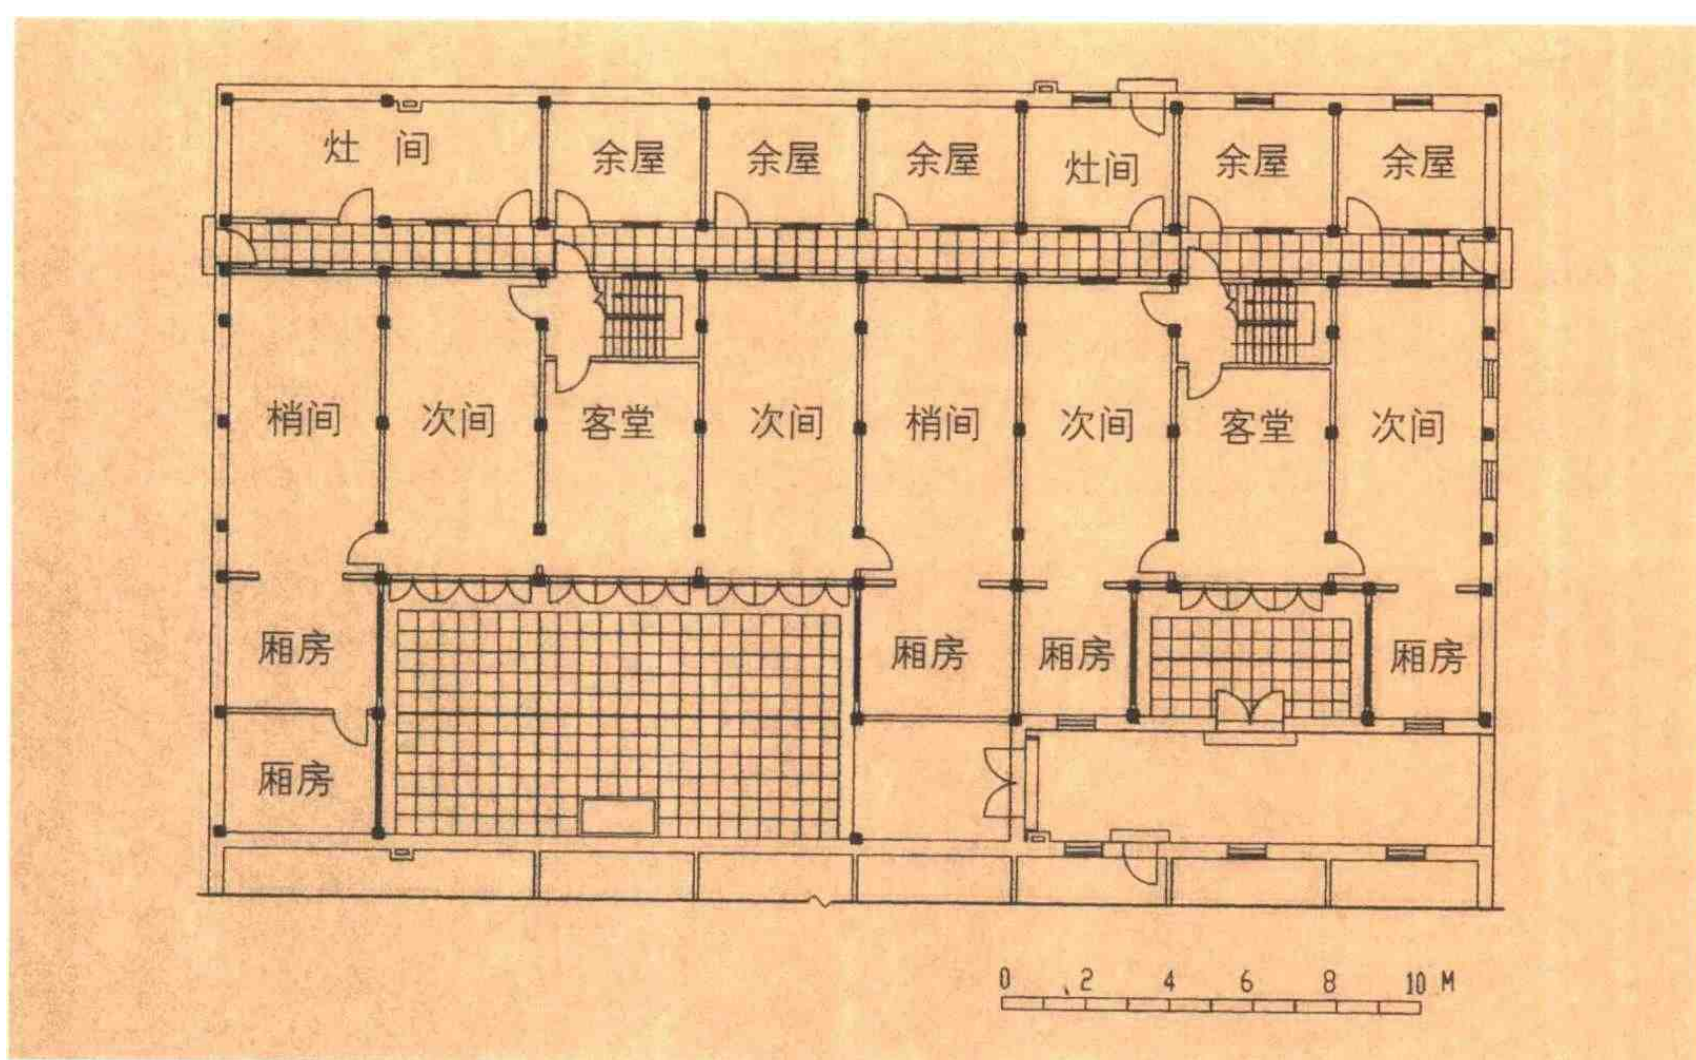 灶 间 余屋 余屋 余屋 灶间 余屋 余屋
梢间 次间 客堂 次间 梢间 次间 客堂 次间
厢房 厢房 厢房 厢房
厢房
0 2 4 6 8 10 M